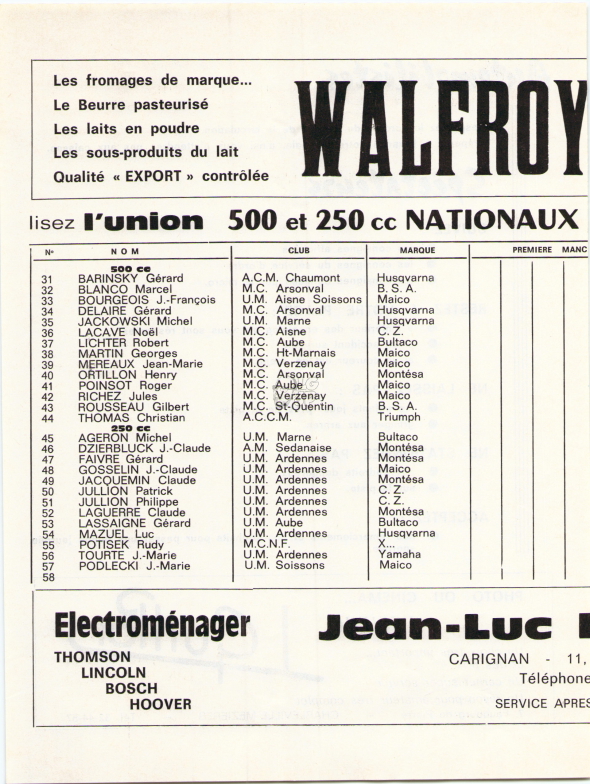 Les fromages de marque...
Le Beurre pasteurisé
Les laits en poudre
Les sous-produits du lait
Qualité « EXPORT » contrôlée
WALFROY
lisez l'union 500 et 250 cc NATIONAUX
N° NOM CLUB MARQUE PREMIERE MANC
500 cc
31 BARINSKY Gérard A.C.M. Chaumont Husqvarna
32 BLANCO Marcel M.C. Arsonval B. S. A.
33 BOURGEOIS J.-François U.M. Aisne Soissons Maico
34 DELAIRE Gérard M.C. Arsonval Husqvarna
35 JACKOWSKI Michel U.M. Marne Husqvarna
36 LACAVE Noël M.C. Aisne C. Z.
37 LICHTER Robert M.C. Aube Bultaco
38 MARTIN Georges M.C. Ht-Marnais Maico
39 MEREAUX Jean-Marie M.C. Verzenay Maico
40 ORTILLON Henry M.C. Arsonval Montésa
41 POINSOT Roger M.C. Aube Maico
42 RICHEZ Jules M.C. Verzenay Maico
43 ROUSSEAU Gilbert M.C. St-Quentin B. S. A.
44 THOMAS Christian A.C.C.M. Triumph
250 cc
45 AGERON Michel U.M. Marne Bultaco
46 DZIERBLUCK J.-Claude A.M. Sedanaise Montésa
47 FAIVRE Gérard U.M. Ardennes Montésa
48 GOSSELIN J.-Claude U.M. Ardennes Maico
49 JACQUEMIN Claude U.M. Ardennes Montésa
50 JULLION Patrick U.M. Ardennes C. Z.
51 JULLION Philippe U.M. Ardennes C. Z.
52 LAGUERRE Claude U.M. Ardennes Montésa
53 LASSAIGNE Gérard U.M. Aube Bultaco
54 MAZUEL Luc U.M. Ardennes Husqvarna
55 POTISEK Rudy M.C.N.F. X...
56 TOURTE J.-Marie U.M. Ardennes Yamaha
57 PODLECKI J.-Marie U.M. Soissons Maico
58
Electroménager
THOMSON
LINCOLN
BOSCH
HOOVER
Jean-Luc
CARIGNAN - 11,
Téléphone
SERVICE APRES